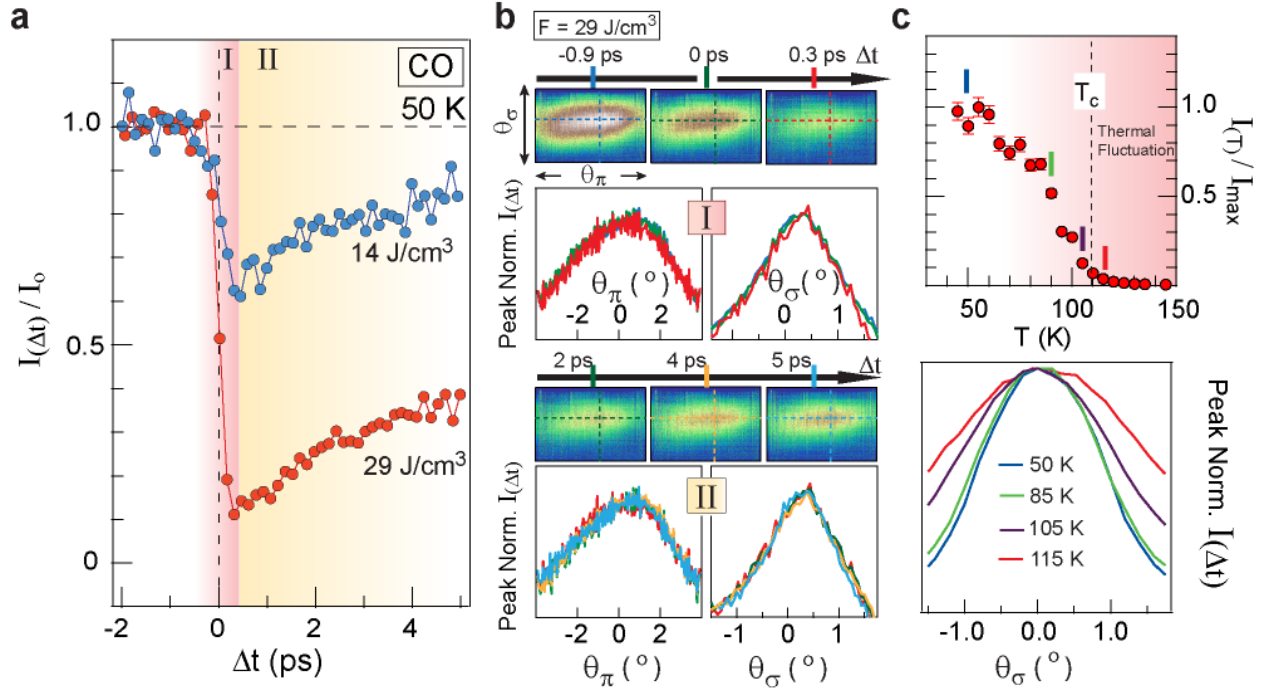 a
I
II
CO
50 K
1.0
0.5
0
14 J/cm³
29 J/cm³
I(Δt) / Iₒ
-2
0
2
4
Δt (ps)
b
F = 29 J/cm³
-0.9 ps
0 ps
0.3 ps
Δt
θσ
θπ
Peak Norm. I(Δt)
I
θπ (°)
-2
0
2
θσ (°)
0
1
2 ps
4 ps
5 ps
Δt
Peak Norm. I(Δt)
II
-2
0
2
-1
0
1
θπ (°)
θσ (°)
c
Tc
Thermal
Fluctuation
1.0
0.5
I(T) / Imax
50
100
150
T (K)
50 K
85 K
105 K
115 K
Peak Norm. I(Δt)
-1.0
0.0
1.0
θσ (°)